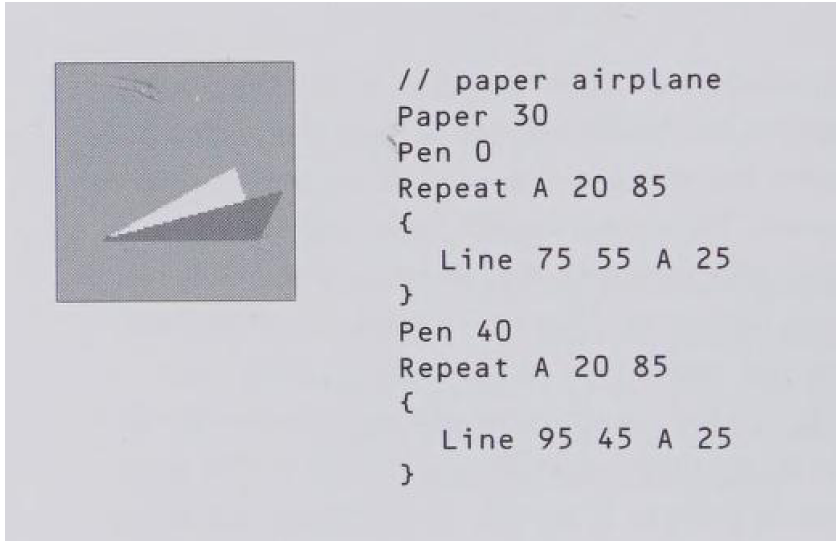 // paper airplane
Paper 30
Pen 0
Repeat A 20 85
{
Line 75 55 A 25
}
Pen 40
Repeat A 20 85
{
Line 95 45 A 25
}